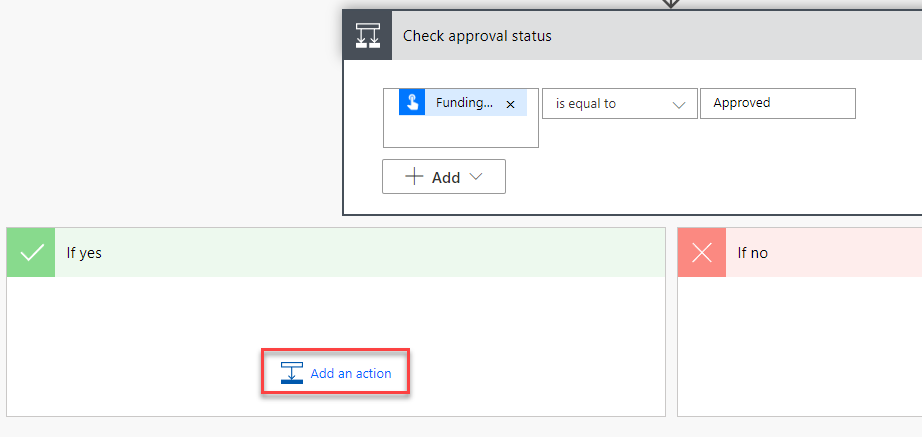 Check approval status
Funding... × is equal to Approved
+ Add
If yes
If no
Add an action